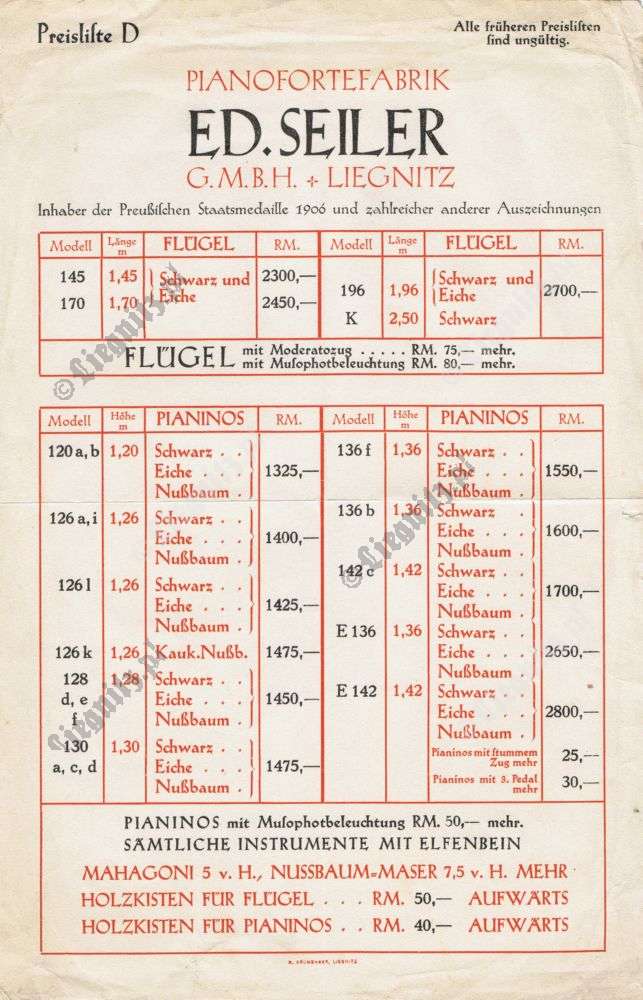 Preisliſte D
Alle früheren Preisliſten
ſind ungültig.
PIANOFORTEFABRIK
ED. SEILER
G.M.B.H. + LIEGNITZ
Inhaber der Preußiſchen Staatsmedaille 1906 und zahlreicher anderer Auszeichnungen
Modell Länge m FLÜGEL RM. Modell Länge m FLÜGEL RM.
145 1,45 Schwarz und 2300,—
170 1,70 Eiche 2450,—
196 1,96 Schwarz und Eiche 2700,—
K 2,50 Schwarz
FLÜGEL mit Moderatozug . . . . . RM. 75,— mehr.
mit Muſophotbeleuchtung RM. 80,— mehr.
Modell Höhe m PIANINOS RM. Modell Höhe m PIANINOS RM.
120 a, b 1,20 Schwarz . .
Eiche . . . 1325,—
Nußbaum .
126 a, i 1,26 Schwarz . .
Eiche . . . 1400,—
Nußbaum .
126 l 1,26 Schwarz . .
Eiche . . . 1425,—
Nußbaum .
126 k 1,26 Kauk. Nußb. 1475,—
128 1,28 Schwarz . .
d, e Eiche . . . 1450,—
f Nußbaum .
130 1,30 Schwarz . .
a, c, d Eiche . . . 1475,—
Nußbaum .
136 f 1,36 Schwarz . .
Eiche . . . 1550,—
Nußbaum .
136 b 1,36 Schwarz . .
Eiche . . . 1600,—
Nußbaum .
142 c 1,42 Schwarz . .
Eiche . . . 1700,—
Nußbaum .
E 136 1,36 Schwarz . .
Eiche . . . 2650,—
Nußbaum .
E 142 1,42 Schwarz . .
Eiche . . . 2800,—
Nußbaum .
Pianinos mit ſtummem
Zug mehr 25,—
Pianinos mit 3. Pedal
mehr 30,—
PIANINOS mit Muſophotbeleuchtung RM. 50,— mehr.
SÄMTLICHE INSTRUMENTE MIT ELFENBEIN
MAHAGONI 5 v. H., NUSSBAUM=MASER 7,5 v. H. MEHR
HOLZKISTEN FÜR FLÜGEL . . . RM. 50,— AUFWÄRTS
HOLZKISTEN FÜR PIANINOS . . RM. 40,— AUFWÄRTS
© Liegnitz.pl
© Liegnitz.pl
Liegnitz.pl